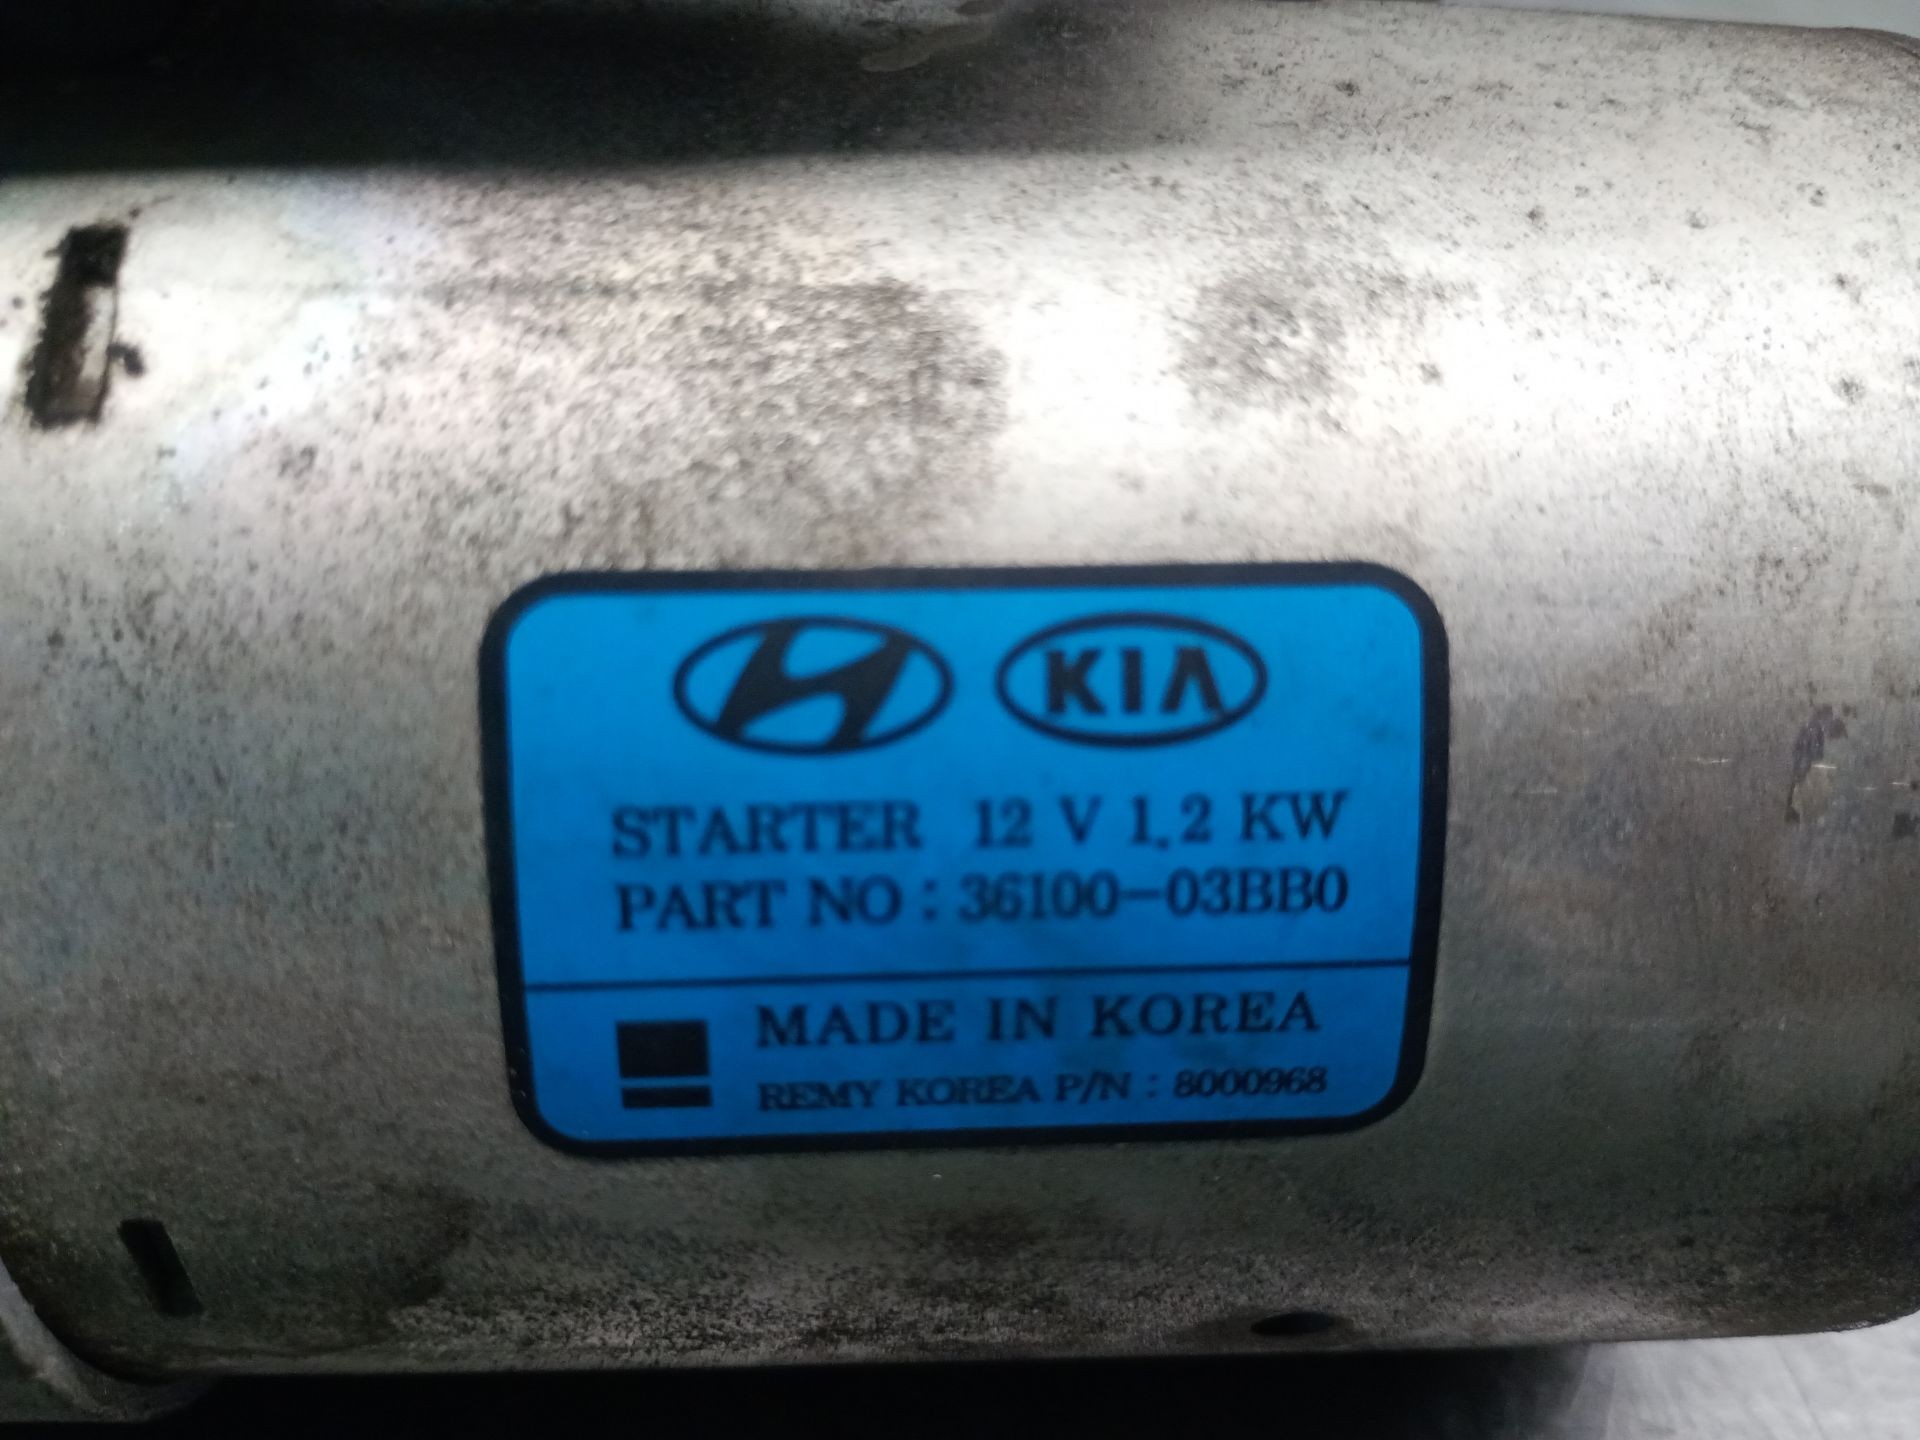 KIA
STARTER 12 V 1.2 KW
PART NO : 36100-03BB0
MADE IN KOREA
REMY KOREA P/N : 8000968